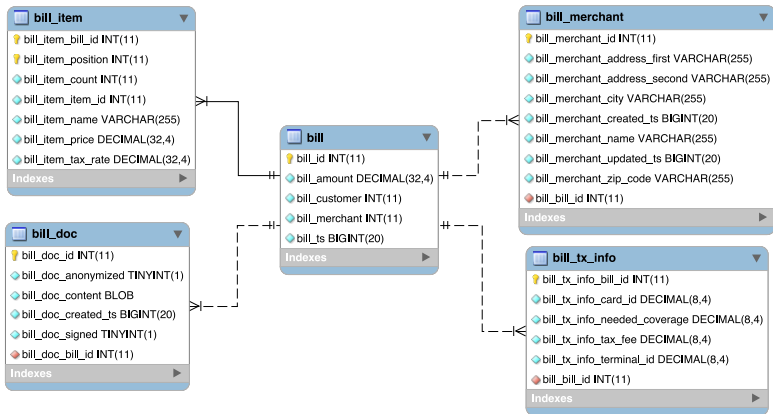 bill_item
bill_item_bill_id INT(11)
bill_item_position INT(11)
bill_item_count INT(11)
bill_item_item_id INT(11)
bill_item_name VARCHAR(255)
bill_item_price DECIMAL(32,4)
bill_item_tax_rate DECIMAL(32,4)
Indexes
bill_doc
bill_doc_id INT(11)
bill_doc_anonymized TINYINT(1)
bill_doc_content BLOB
bill_doc_created_ts BIGINT(20)
bill_doc_signed TINYINT(1)
bill_doc_bill_id INT(11)
Indexes
bill
bill_id INT(11)
bill_amount DECIMAL(32,4)
bill_customer INT(11)
bill_merchant INT(11)
bill_ts BIGINT(20)
Indexes
bill_merchant
bill_merchant_id INT(11)
bill_merchant_address_first VARCHAR(255)
bill_merchant_address_second VARCHAR(255)
bill_merchant_city VARCHAR(255)
bill_merchant_created_ts BIGINT(20)
bill_merchant_name VARCHAR(255)
bill_merchant_updated_ts BIGINT(20)
bill_merchant_zip_code VARCHAR(255)
bill_bill_id INT(11)
Indexes
bill_tx_info
bill_tx_info_bill_id INT(11)
bill_tx_info_card_id DECIMAL(8,4)
bill_tx_info_needed_coverage DECIMAL(8,4)
bill_tx_info_tax_fee DECIMAL(8,4)
bill_tx_info_terminal_id DECIMAL(8,4)
bill_bill_id INT(11)
Indexes